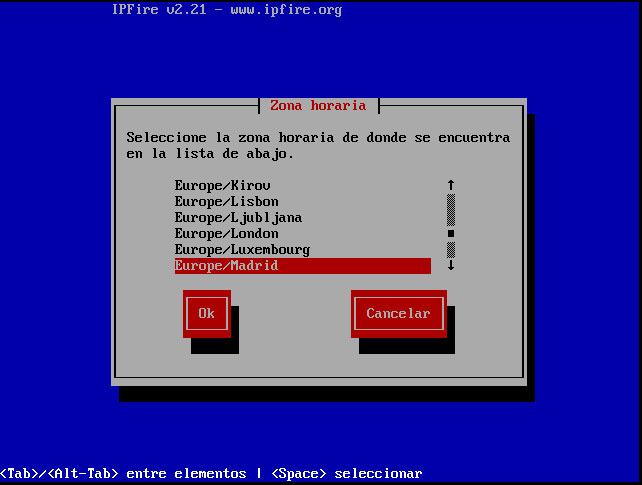 IPFire v2.21 - www.ipfire.org
Zona horaria
Seleccione la zona horaria de donde se encuentra
en la lista de abajo.
Europe/Kirov
Europe/Lisbon
Europe/Ljubljana
Europe/London
Europe/Luxembourg
Europe/Madrid
Ok
Cancelar
<Tab>/<Alt-Tab> entre elementos | <Space> seleccionar